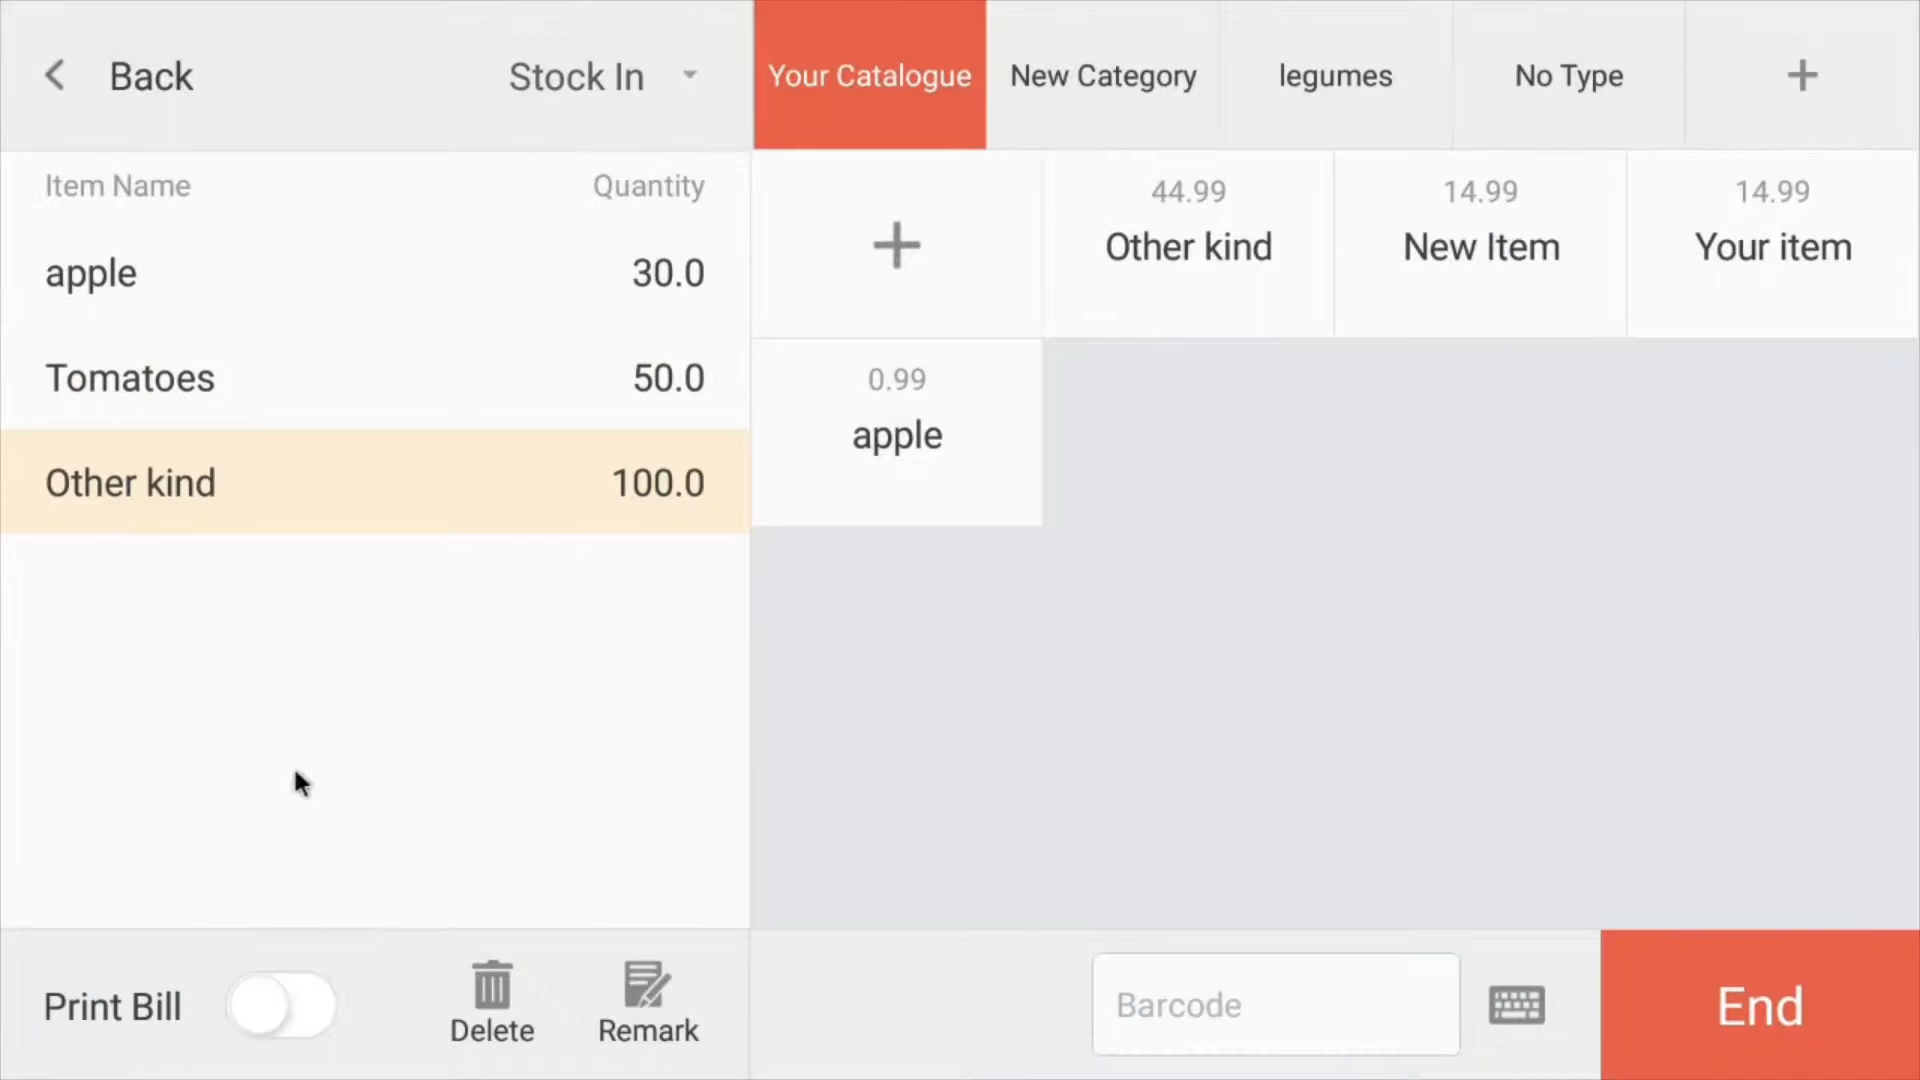 Back
Stock In
Your Catalogue
New Category
legumes
No Type
Item Name
Quantity
apple
30.0
Tomatoes
50.0
Other kind
100.0
44.99
Other kind
14.99
New Item
14.99
Your item
0.99
apple
Print Bill
Delete
Remark
Barcode
End